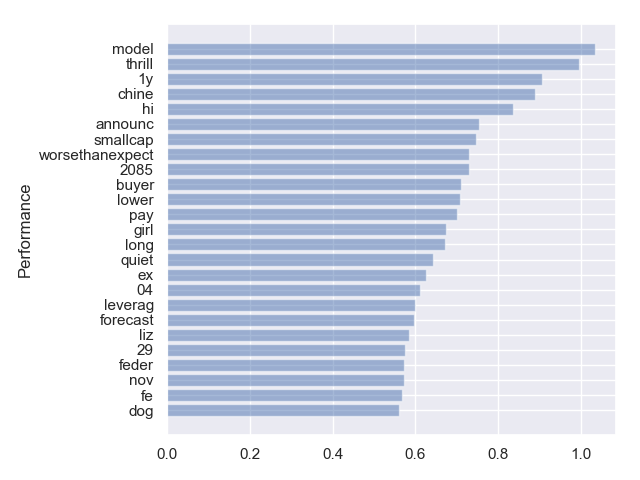 model
thrill
1y
chine
hi
announc
smallcap
worsethanexpect
2085
buyer
lower
pay
girl
long
quiet
ex
04
leverag
forecast
liz
29
feder
nov
fe
dog
Performance
0.0 0.2 0.4 0.6 0.8 1.0